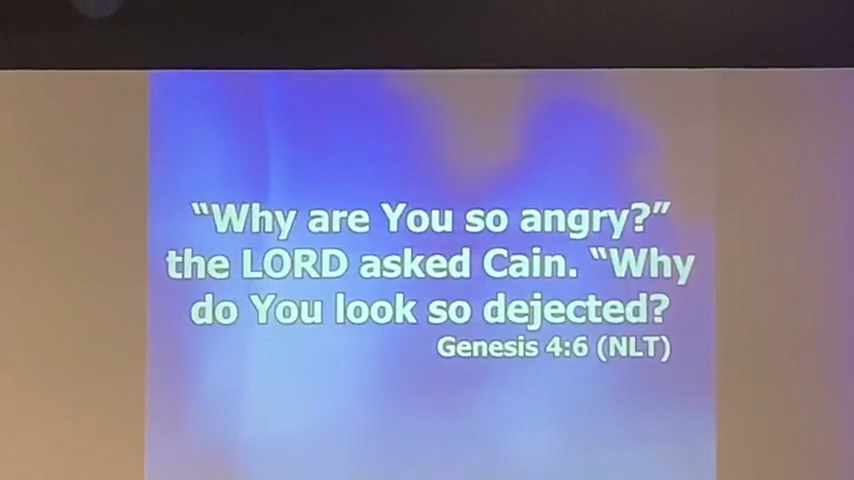 “Why are You so angry?”
the LORD asked Cain. “Why
do You look so dejected?
Genesis 4:6 (NLT)